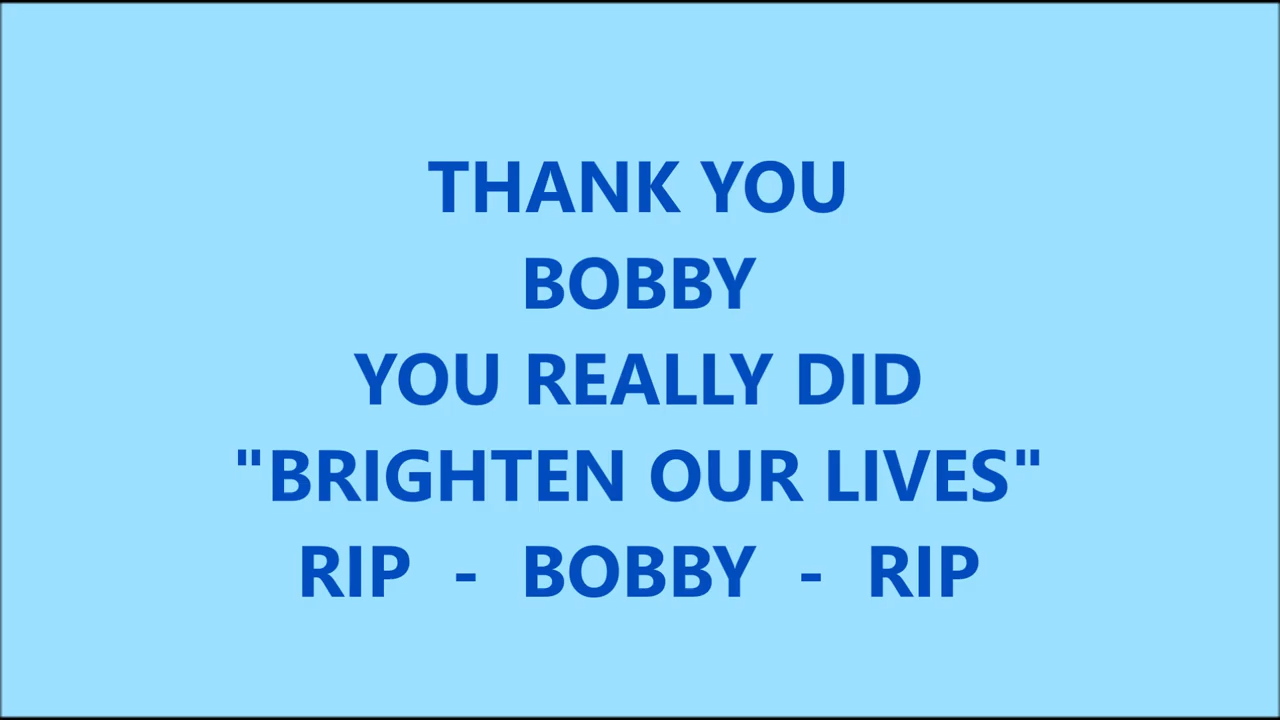 THANK YOU
BOBBY
YOU REALLY DID
"BRIGHTEN OUR LIVES"
RIP - BOBBY - RIP